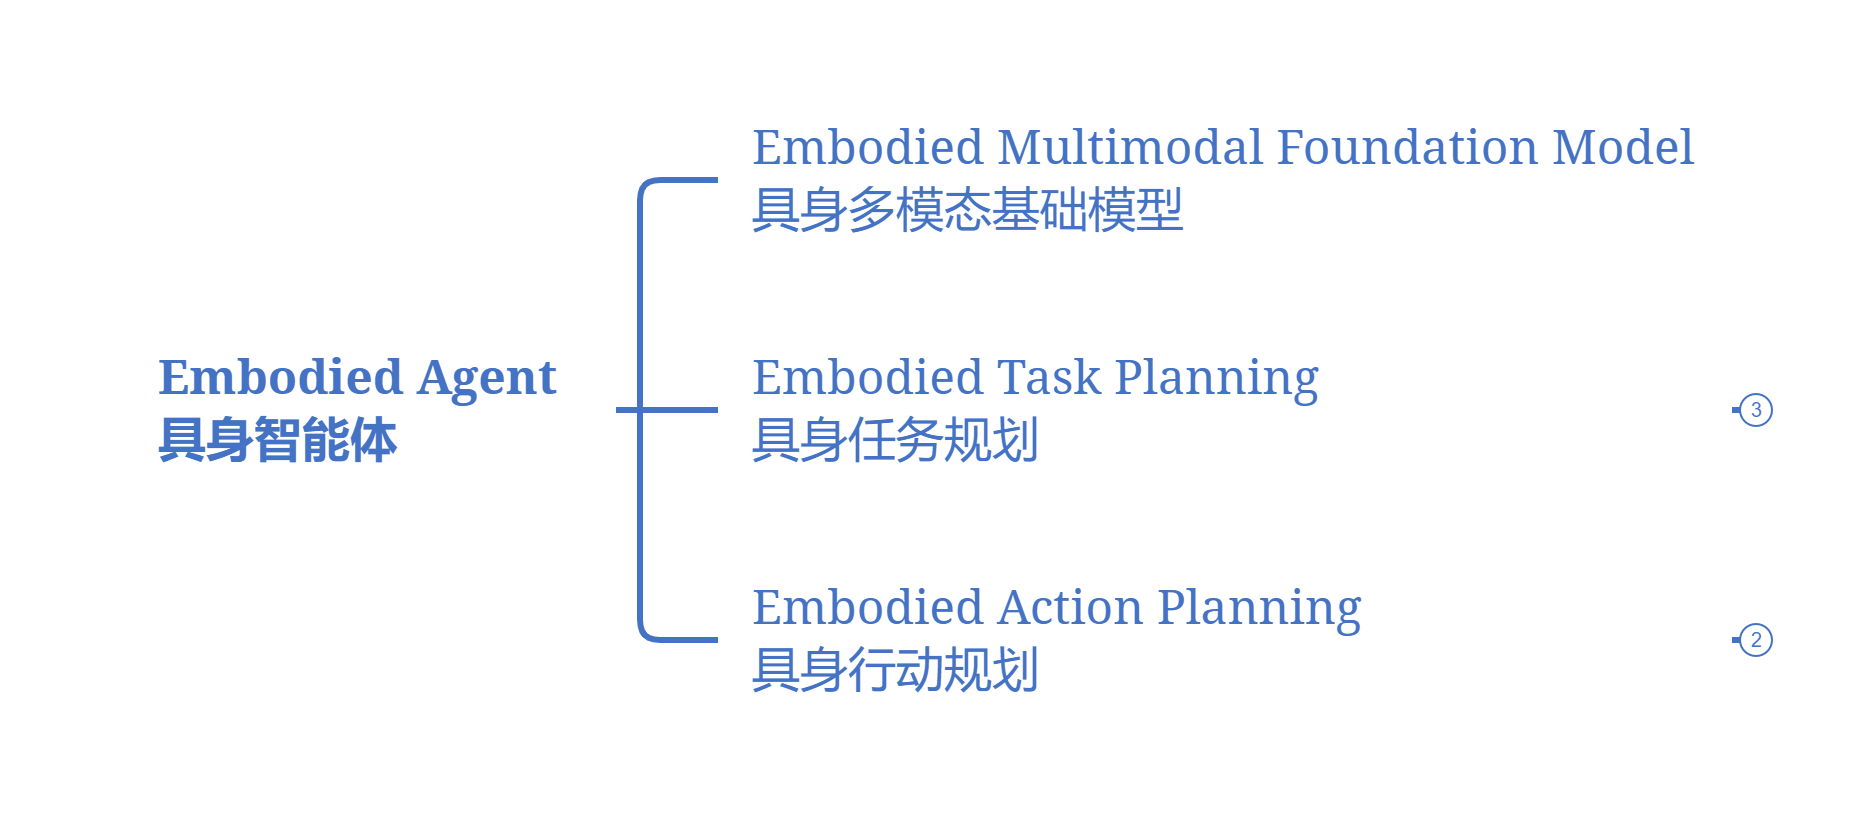 Embodied Multimodal Foundation Model
具身多模态基础模型
Embodied Agent
具身智能体
Embodied Task Planning
具身任务规划
3
Embodied Action Planning
具身行动规划
2